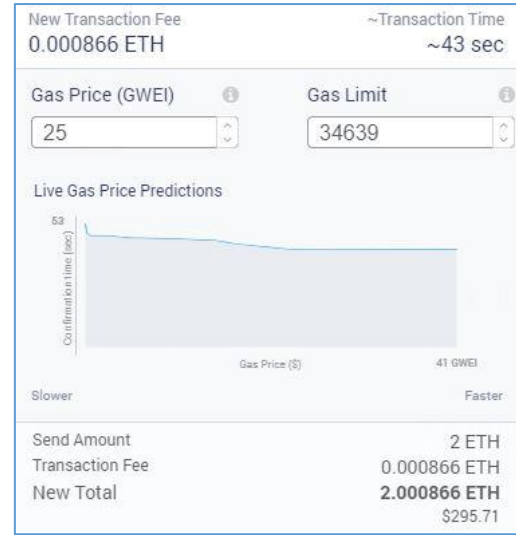 New Transaction Fee ~Transaction Time
0.000866 ETH ~43 sec
Gas Price (GWEI) Gas Limit
25 34639
Live Gas Price Predictions
53
Confirmation time (sec)
Gas Price ($) 41 GWEI
Slower Faster
Send Amount 2 ETH
Transaction Fee 0.000866 ETH
New Total 2.000866 ETH
$295.71